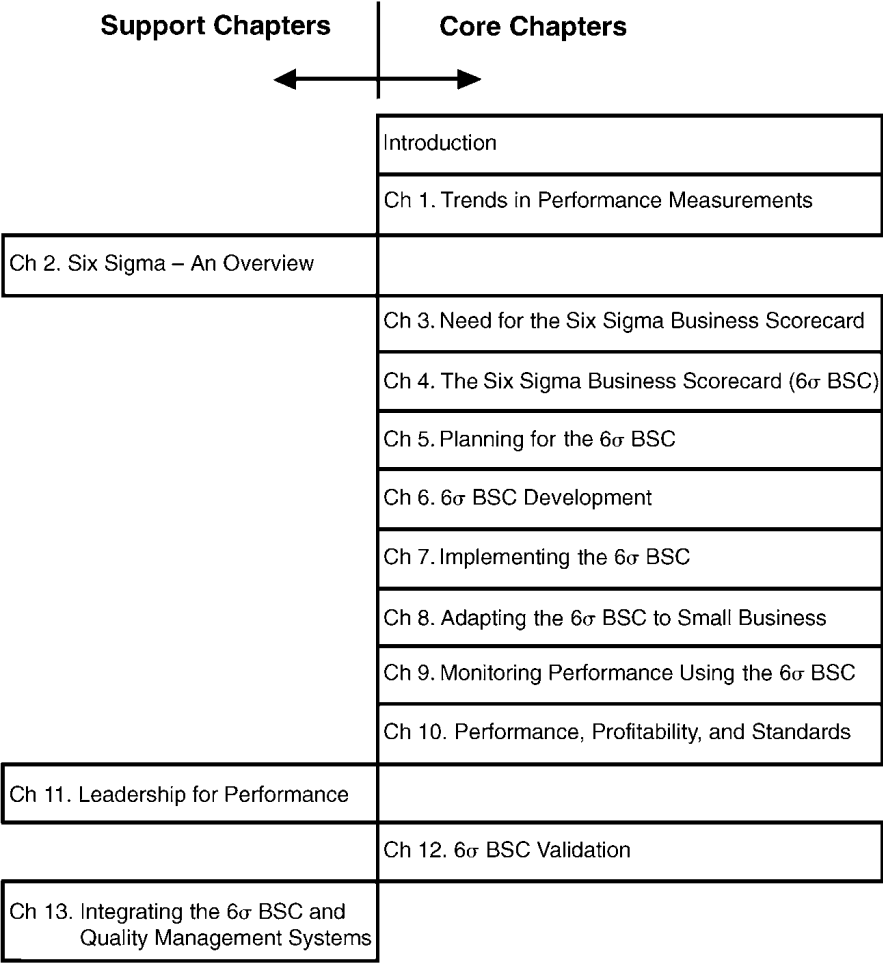 Support Chapters
Core Chapters
Introduction
Ch 1. Trends in Performance Measurements
Ch 2. Six Sigma – An Overview
Ch 3. Need for the Six Sigma Business Scorecard
Ch 4. The Six Sigma Business Scorecard (6σ BSC)
Ch 5. Planning for the 6σ BSC
Ch 6. 6σ BSC Development
Ch 7. Implementing the 6σ BSC
Ch 8. Adapting the 6σ BSC to Small Business
Ch 9. Monitoring Performance Using the 6σ BSC
Ch 10. Performance, Profitability, and Standards
Ch 11. Leadership for Performance
Ch 12. 6σ BSC Validation
Ch 13. Integrating the 6σ BSC and
Quality Management Systems